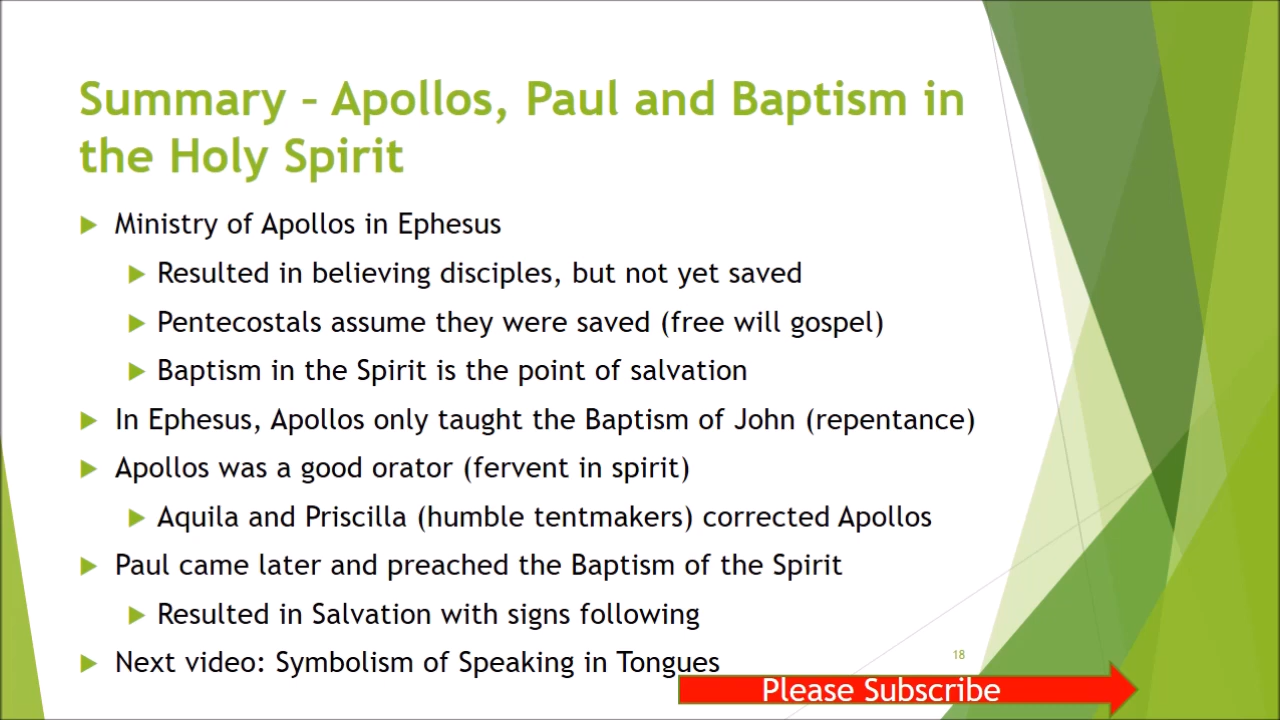 Summary – Apollos, Paul and Baptism in
the Holy Spirit
Ministry of Apollos in Ephesus
Resulted in believing disciples, but not yet saved
Pentecostals assume they were saved (free will gospel)
Baptism in the Spirit is the point of salvation
In Ephesus, Apollos only taught the Baptism of John (repentance)
Apollos was a good orator (fervent in spirit)
Aquila and Priscilla (humble tentmakers) corrected Apollos
Paul came later and preached the Baptism of the Spirit
Resulted in Salvation with signs following
Next video: Symbolism of Speaking in Tongues
18
Please Subscribe